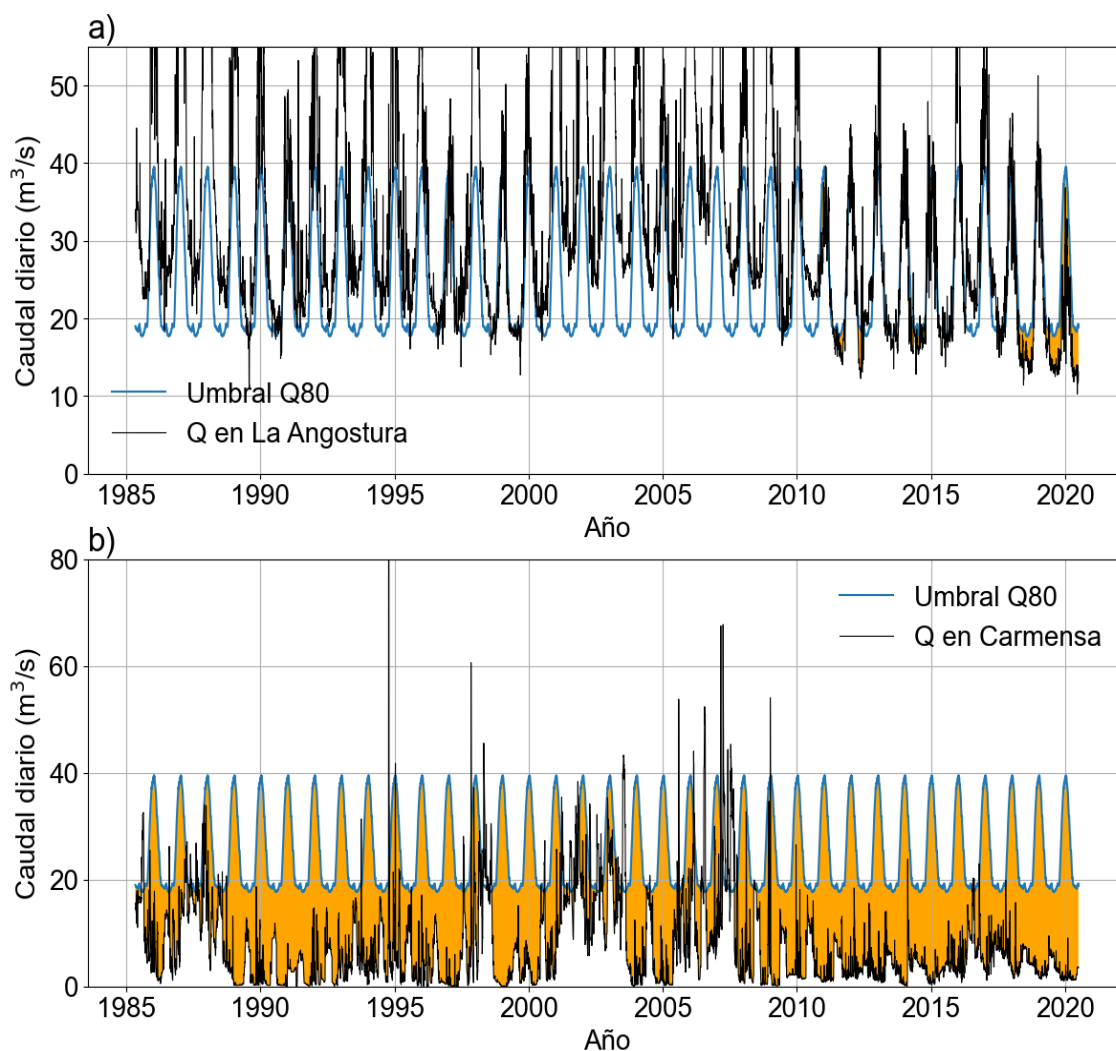 a)
Caudal diario (m³/s)
50
40
30
20
10
0
Umbral Q80
Q en La Angostura
1985 1990 1995 2000 2005 2010 2015 2020
Año
b)
Caudal diario (m³/s)
80
60
40
20
0
Umbral Q80
Q en Carmensa
1985 1990 1995 2000 2005 2010 2015 2020
Año